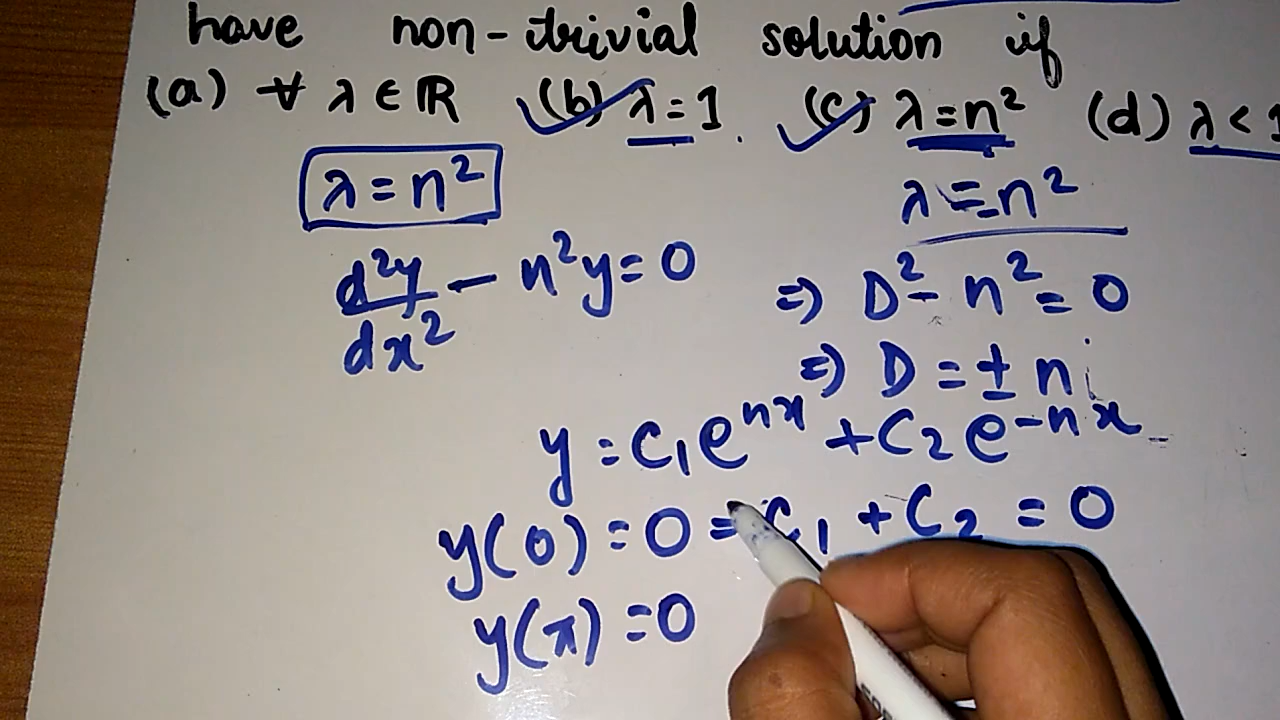 have non-trivial solution if
(a) ∀ λ ∈ ℝ (b) λ=1. (c) λ=n² (d) λ<1
λ=n²
λ=n²
d²y/dx² - n²y=0
⇒) D² - n² = 0
⇒) D = ± n
y = C₁e^{nx} + C₂e^{-nx}
y(0) = 0 = C₁ + C₂ = 0
y(π) = 0